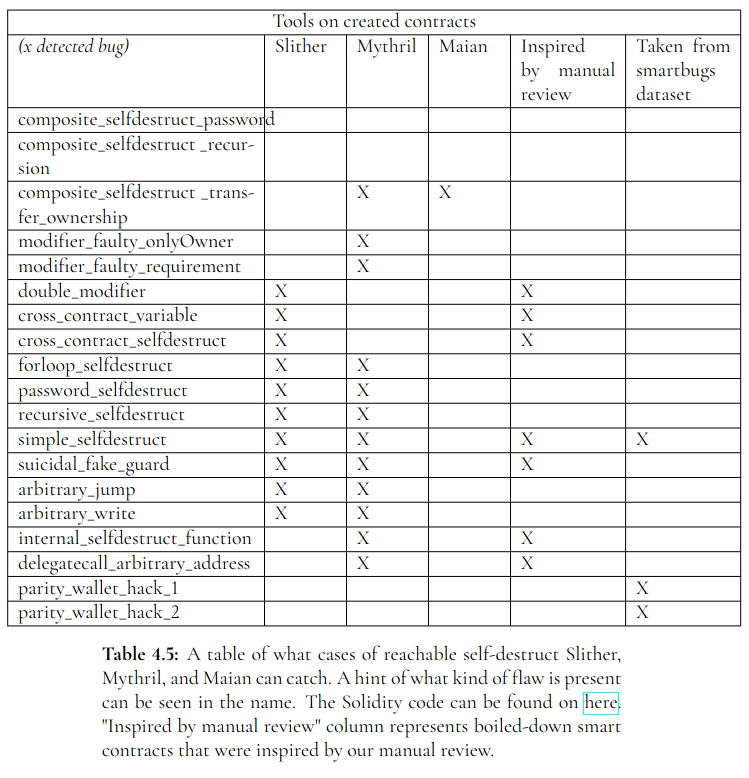 Tools on created contracts
(x detected bug) Slither Mythril Maian Inspired Taken from
by manual smartbugs
review dataset
composite_selfdestruct_password
composite_selfdestruct _recur-
sion
composite_selfdestruct _trans- X X
fer_ownership
modifier_faulty_onlyOwner X
modifier_faulty_requirement X
double_modifier X X
cross_contract_variable X X
cross_contract_selfdestruct X X
forloop_selfdestruct X X
password_selfdestruct X X
recursive_selfdestruct X X
simple_selfdestruct X X X X
suicidal_fake_guard X X X
arbitrary_jump X X
arbitrary_write X X
internal_selfdestruct_function X X
delegatecall_arbitrary_address X X
parity_wallet_hack_1 X
parity_wallet_hack_2 X
Table 4.5: A table of what cases of reachable self-destruct Slither,
Mythril, and Maian can catch. A hint of what kind of flaw is present
can be seen in the name. The Solidity code can be found on here.
"Inspired by manual review" column represents boiled-down smart
contracts that were inspired by our manual review.